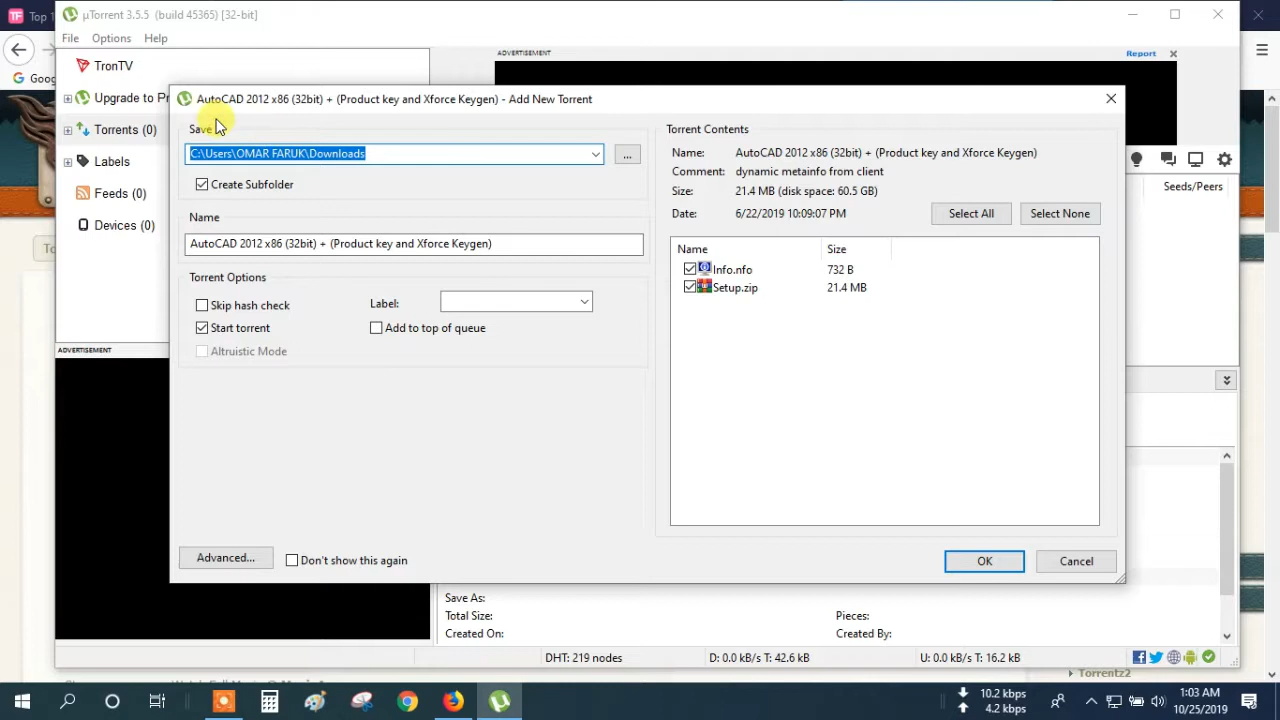 Top 1
µTorrent 3.5.5 (build 45365) [32-bit]
File Options Help
Goog
TronTV
ADVERTISEMENT
Report
Upgrade to Pr
Torrents (0)
Labels
Feeds (0)
Devices (0)
Seeds/Peers
To
AutoCAD 2012 x86 (32bit) + (Product key and Xforce Keygen) - Add New Torrent
Save
C:\Users\OMAR FARUK\Downloads
...
Create Subfolder
Name
AutoCAD 2012 x86 (32bit) + (Product key and Xforce Keygen)
Torrent Options
Skip hash check
Label:
Start torrent
Add to top of queue
Altruistic Mode
Advanced...
Don't show this again
Torrent Contents
Name: AutoCAD 2012 x86 (32bit) + (Product key and Xforce Keygen)
Comment: dynamic metainfo from client
Size: 21.4 MB (disk space: 60.5 GB)
Date: 6/22/2019 10:09:07 PM
Select All
Select None
Name Size
Info.nfo 732 B
Setup.zip 21.4 MB
OK
Cancel
ADVERTISEMENT
Save As:
Total Size: Pieces:
Created On: Created By:
DHT: 219 nodes
D: 0.0 kB/s T: 42.6 kB
U: 0.0 kB/s T: 16.2 kB
Torrentz2
10.2 kbps
4.2 kbps
1:03 AM
10/25/2019